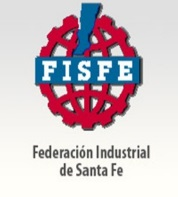 FISFE
Federación Industrial
de Santa Fe